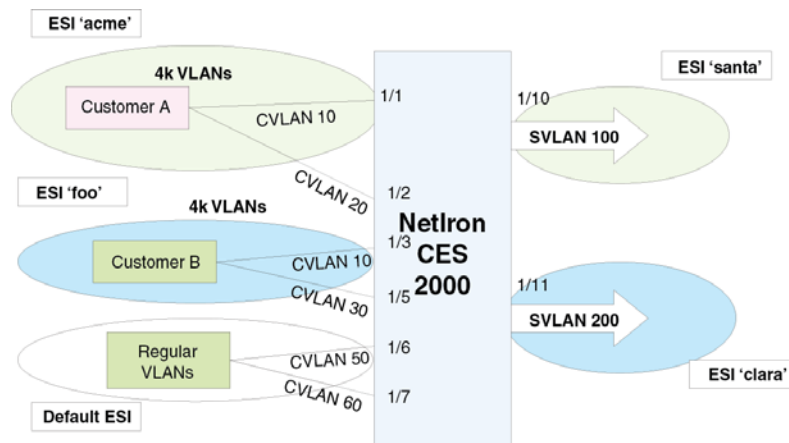 ESI ‘acme’
4k VLANs
Customer A
CVLAN 10
CVLAN 20
1/1
1/2
ESI ‘foo’
4k VLANs
Customer B
CVLAN 10
CVLAN 30
1/3
1/5
Regular
VLANs
CVLAN 50
CVLAN 60
1/6
1/7
Default ESI
NetIron
CES
2000
ESI ‘santa’
1/10
SVLAN 100
1/11
SVLAN 200
ESI ‘clara’